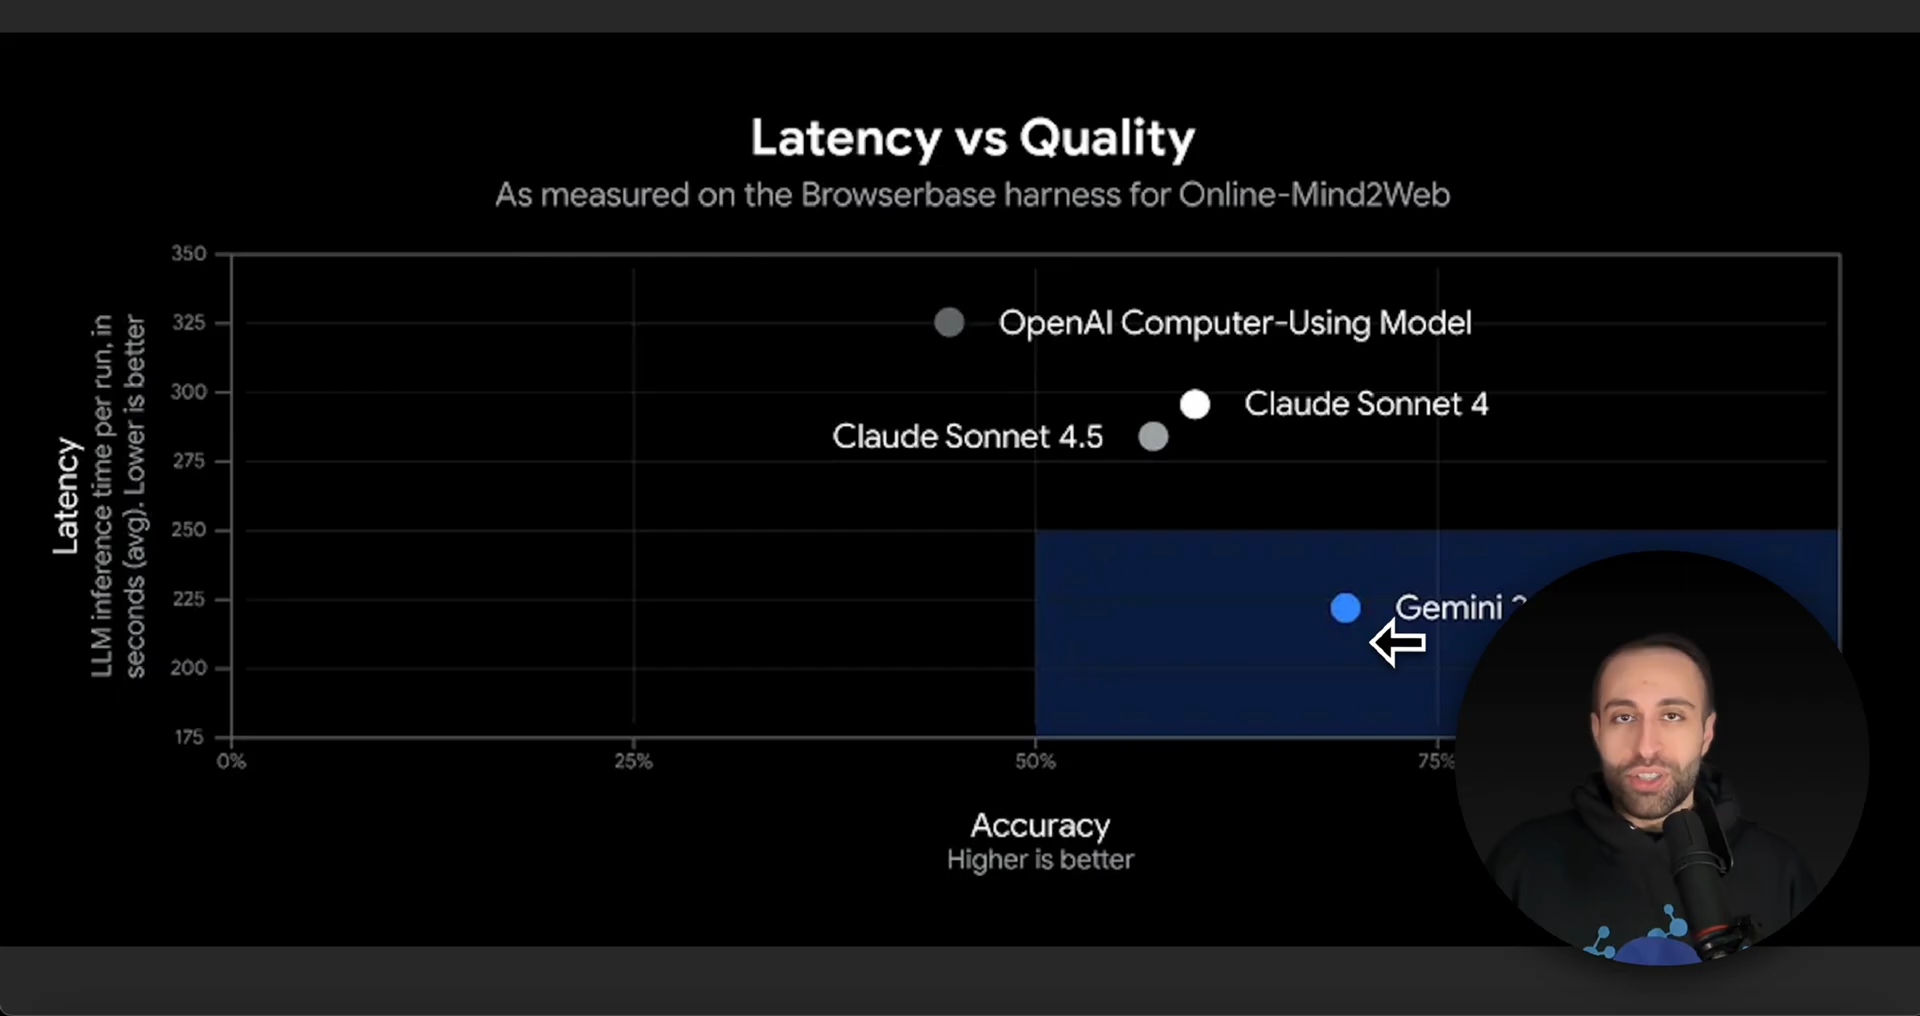 Latency vs Quality
As measured on the Browserbase harness for Online-Mind2Web
Latency
LLM inference time per run, in
seconds (avg). Lower is better
350
325
300
275
250
225
200
175
OpenAI Computer-Using Model
Claude Sonnet 4
Claude Sonnet 4.5
Gemini
0%
25%
50%
75%
Accuracy
Higher is better